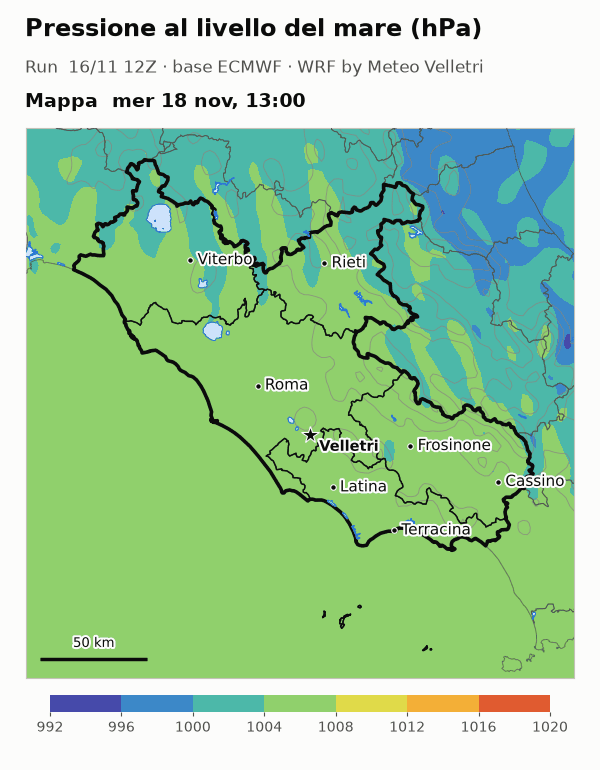 Pressione al livello del mare (hPa)
Run  16/11 12Z · base ECMWF · WRF by Meteo Velletri
Mappa  mer 18 nov, 13:00
Viterbo
Rieti
Roma
Velletri
Frosinone
Cassino
Latina
Terracina
50 km
992 996 1000 1004 1008 1012 1016 1020